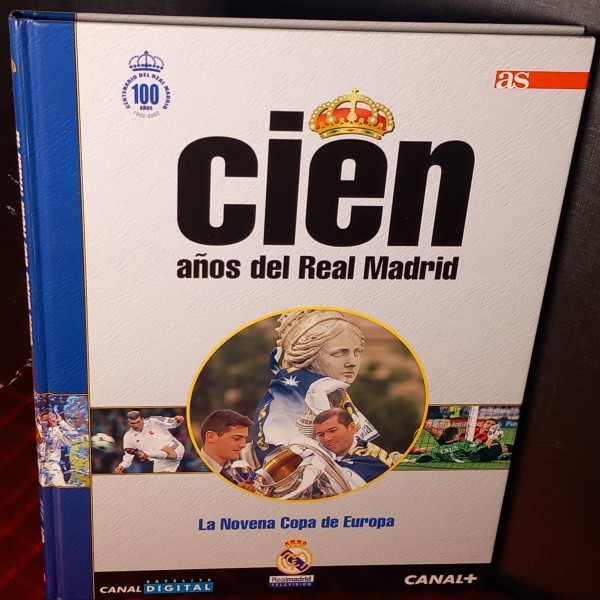 CENTENARIO DEL REAL MADRID
100
AÑOS
1902-2002
as
cien
años del Real Madrid
La Novena Copa de Europa
SATÉLITE
CANAL DIGITAL
Realmadrid
TELEVISIÓN
CANAL+